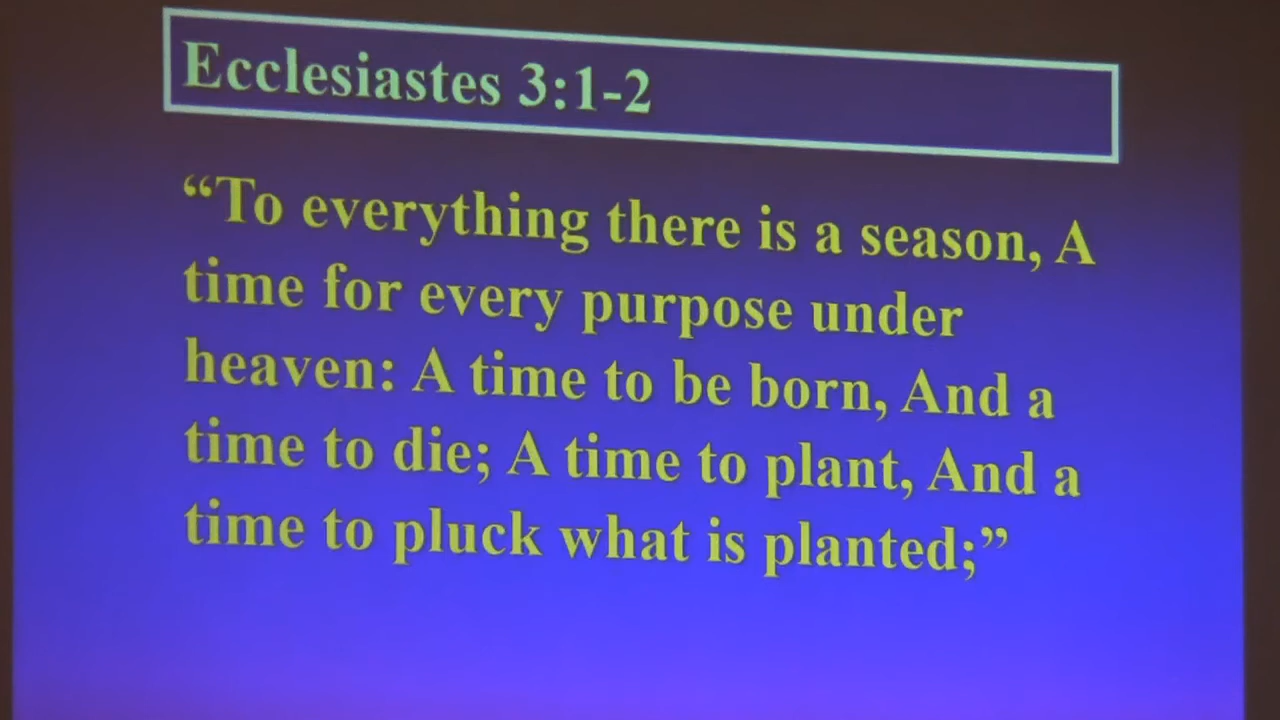 Ecclesiastes 3:1-2
“To everything there is a season, A
time for every purpose under
heaven: A time to be born, And a
time to die; A time to plant, And a
time to pluck what is planted;”